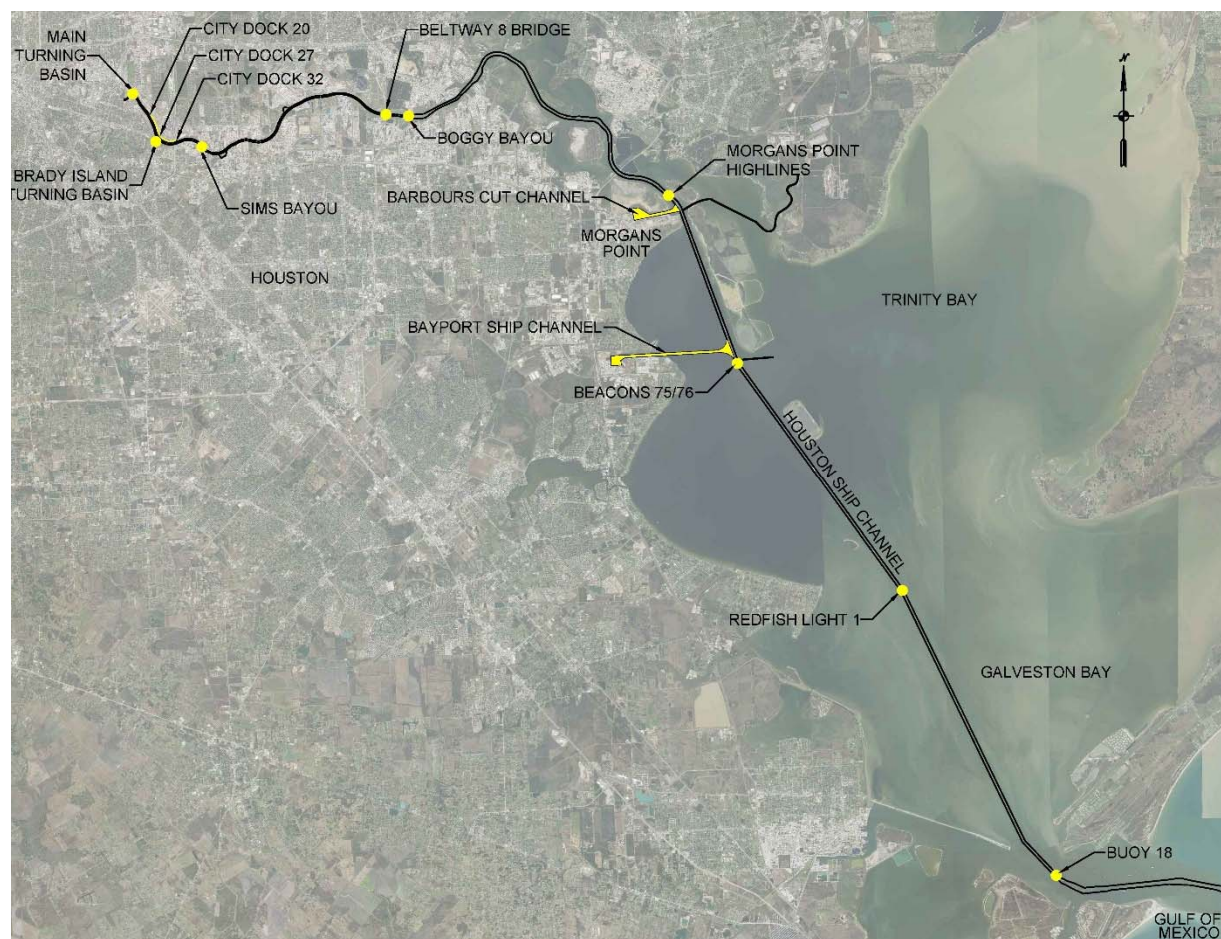 MAIN
TURNING
BASIN
CITY DOCK 20
CITY DOCK 27
CITY DOCK 32
BELTWAY 8 BRIDGE
N
BOGGY BAYOU
BRADY ISLAND
TURNING BASIN
SIMS BAYOU
MORGANS POINT
HIGHLINES
BARBOURS CUT CHANNEL
MORGANS
POINT
HOUSTON
TRINITY BAY
BAYPORT SHIP CHANNEL
BEACONS 75/76
HOUSTON SHIP CHANNEL
REDFISH LIGHT 1
GALVESTON BAY
BUOY 18
GULF OF
MEXICO